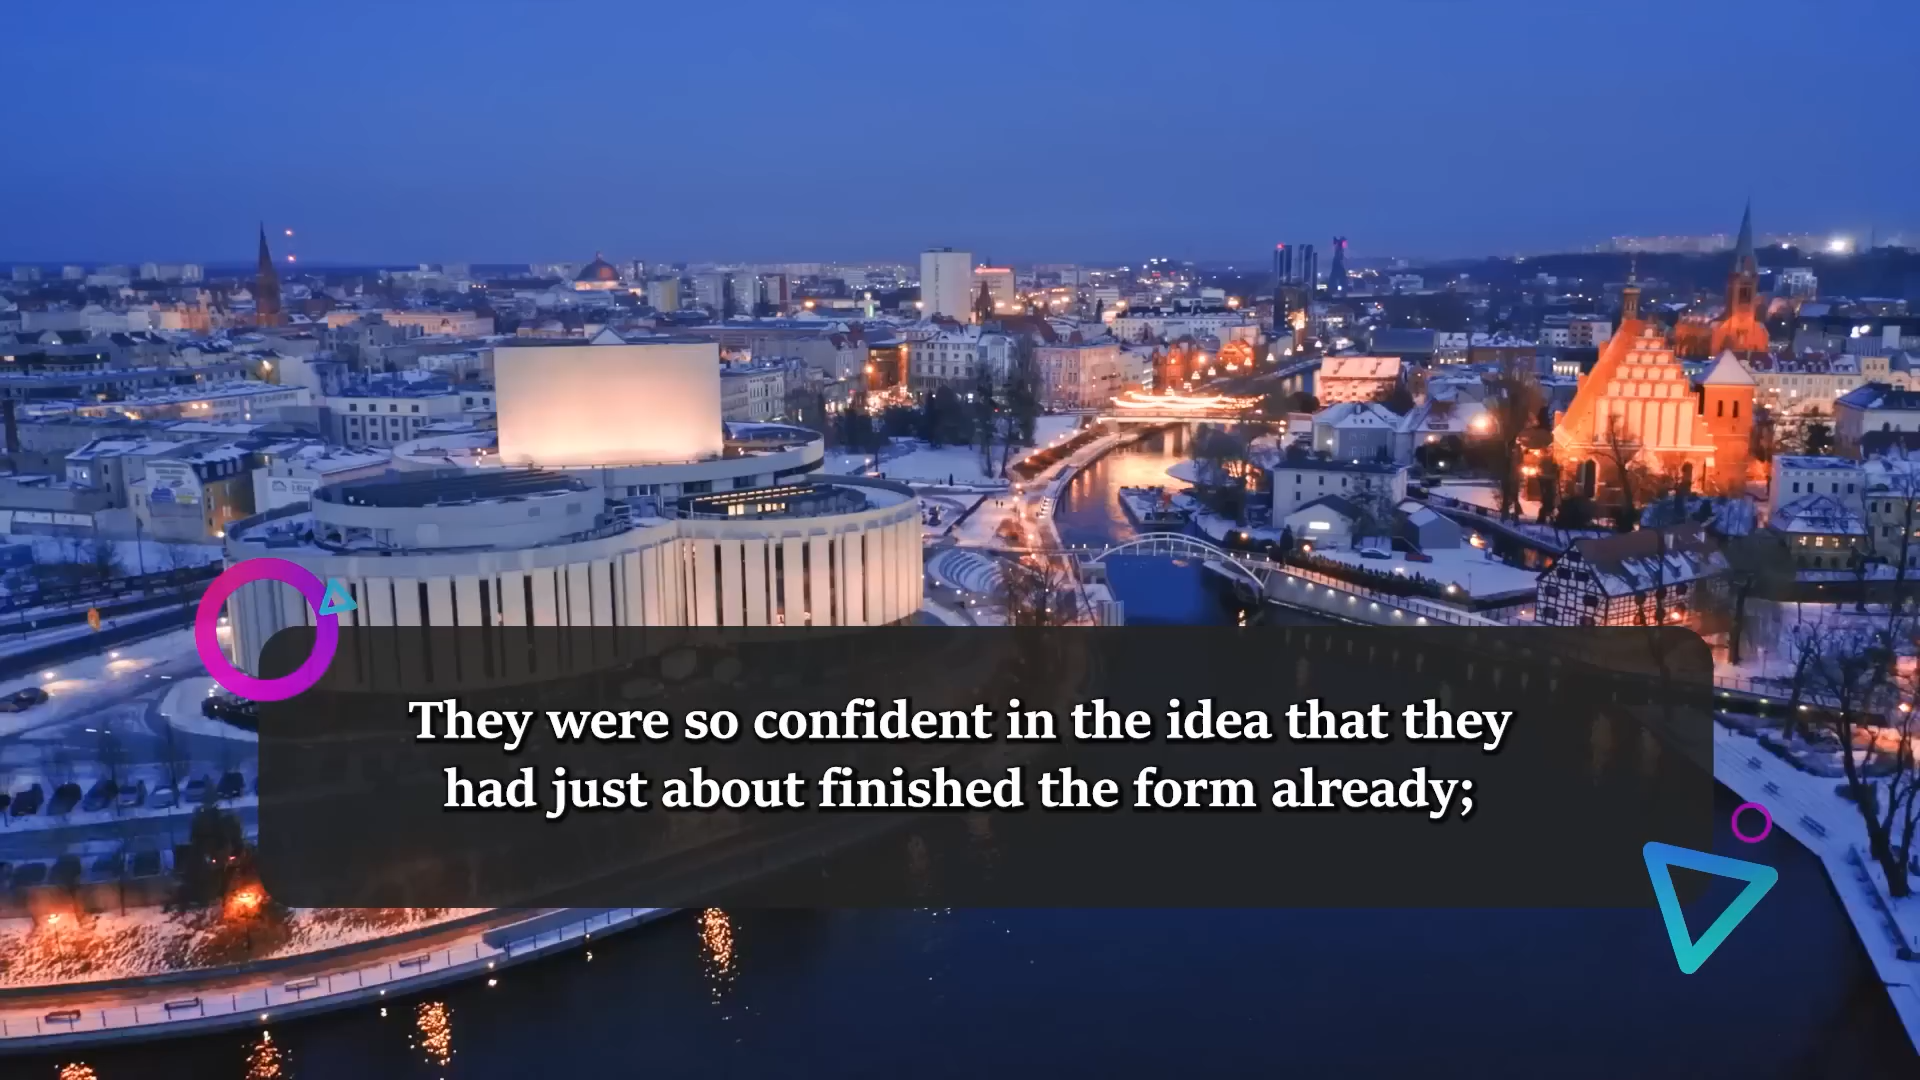 They were so confident in the idea that they
had just about finished the form already;